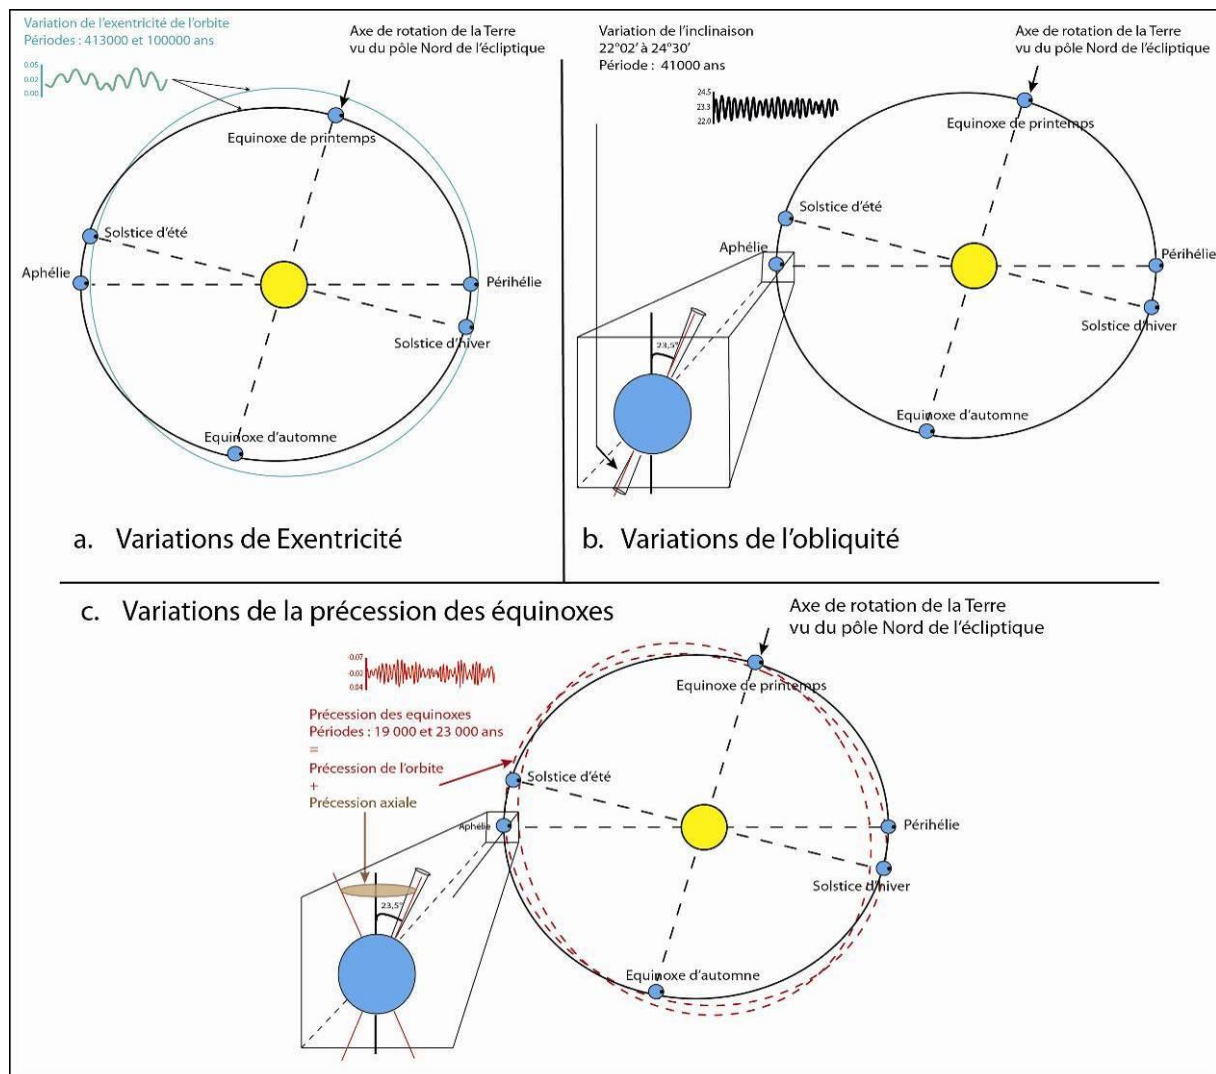 Variation de l'exentricité de l'orbite
Périodes : 413000 et 100000 ans
0.05
0.02
0.00
Axe de rotation de la Terre
vu du pôle Nord de l'écliptique
Equinoxe de printemps
Solstice d'été
Aphélie
Périhélie
Solstice d'hiver
Equinoxe d'automne
a. Variations de Exentricité
Variation de l'inclinaison
22°02' à 24°30'
Période : 41000 ans
24.5
23.3
22.0
Axe de rotation de la Terre
vu du pôle Nord de l'écliptique
Equinoxe de printemps
Solstice d'été
Aphélie
Périhélie
Solstice d'hiver
23,5°
Equinoxe d'automne
b. Variations de l'obliquité
c. Variations de la précession des équinoxes
Axe de rotation de la Terre
vu du pôle Nord de l'écliptique
-0.07
-0.02
0.04
Equinoxe de printemps
Précession des equinoxes
Périodes : 19 000 et 23 000 ans
=
Précession de l'orbite
+
Précession axiale
Solstice d'été
Aphélie
Périhélie
Solstice d'hiver
23,5°
Equinoxe d'automne